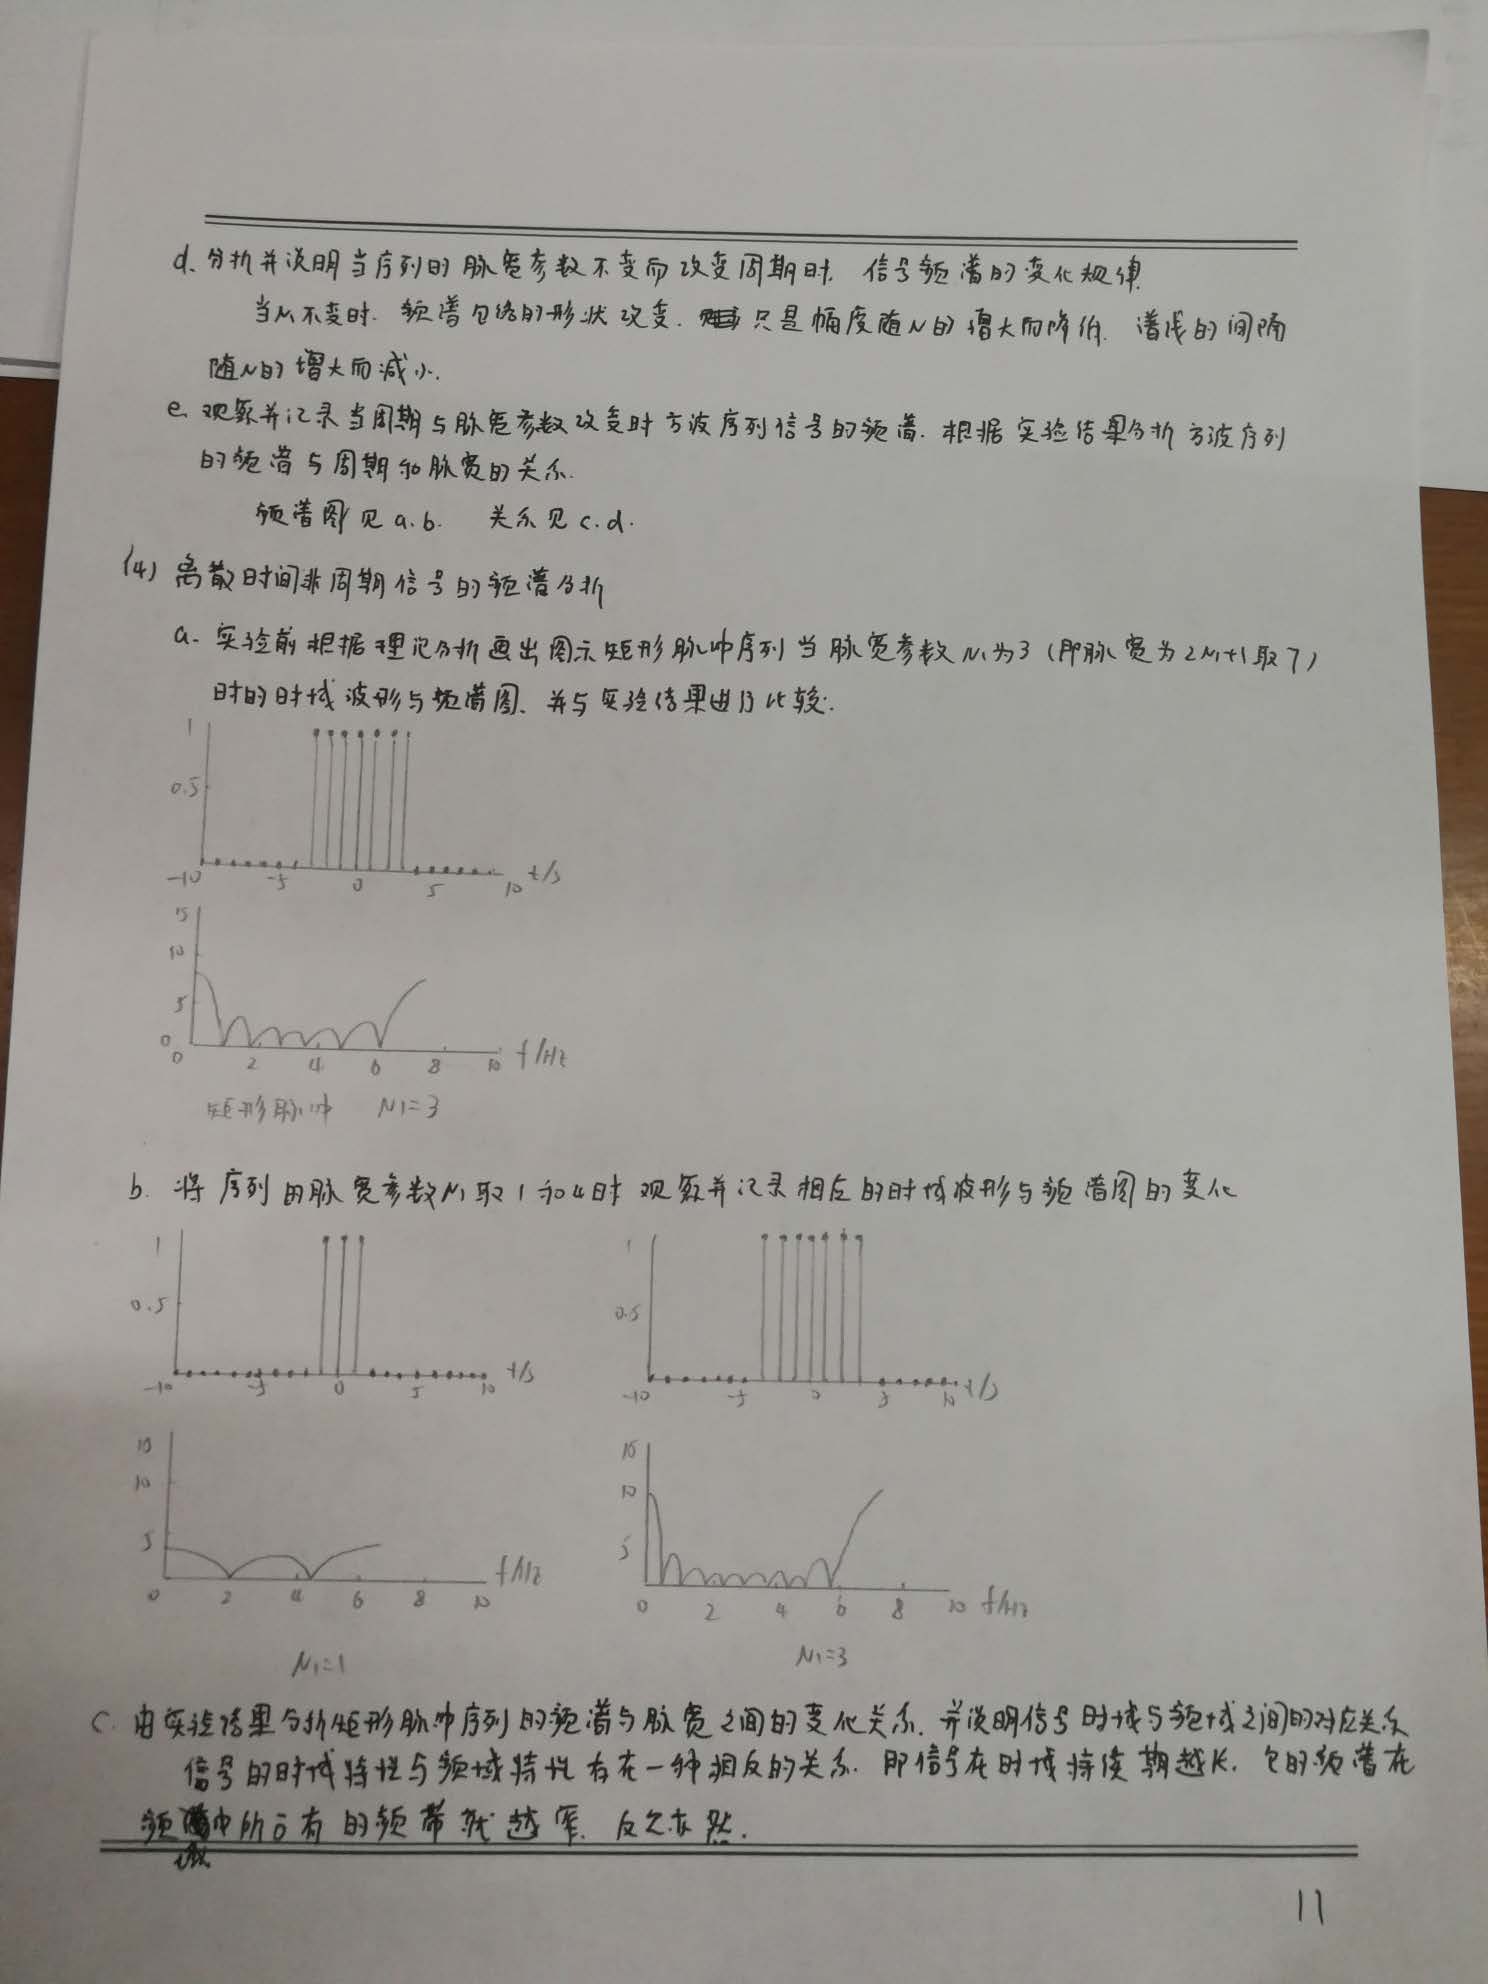 d. 分析并说明当序列的脉宽参数不变而改变周期时. 信号频谱的变化规律.
当N₁不变时. 频谱包络的形状改变. 只是幅度随N的增大而降低. 谱线的间隔
随N的增大而减小.
e. 观察并记录当周期与脉宽参数改变时方波序列信号的频谱. 根据实验结果分析方波序列
的频谱与周期和脉宽的关系.
频谱图见a.b. 关系见c.d.
(4) 离散时间非周期信号的频谱分析
a. 实验前根据理论分析画出图示矩形脉冲序列当脉宽参数N₁为3 (即脉宽为2N₁+1取7)
时的时域波形与频谱图. 并与实验结果进行比较.
1
0.5
-10 -5 0 5 10 t/s
15
10
5
0
0 2 4 6 8 10 f/Hz
矩形脉冲 N1=3
b. 将序列的脉宽参数N₁取1和4时 观察并记录相应的时域波形与频谱图的变化
1 1
0.5 0.5
-10 -5 0 5 10 t/s -10 -5 0 5 10 t/s
15 15
10 10
5 5
0 2 4 6 8 10 f/Hz 0 2 4 6 8 10 f/Hz
N₁=1 N₁=3
c. 由实验结果分析矩形脉冲序列的频谱与脉宽之间的变化关系. 并说明信号时域与频域之间的对应关系
信号的时域特性与频域特性存在一种相反的关系. 即信号在时域持续期越长. 它的频谱在
频域中所占有的频带就越窄. 反之亦然.
11